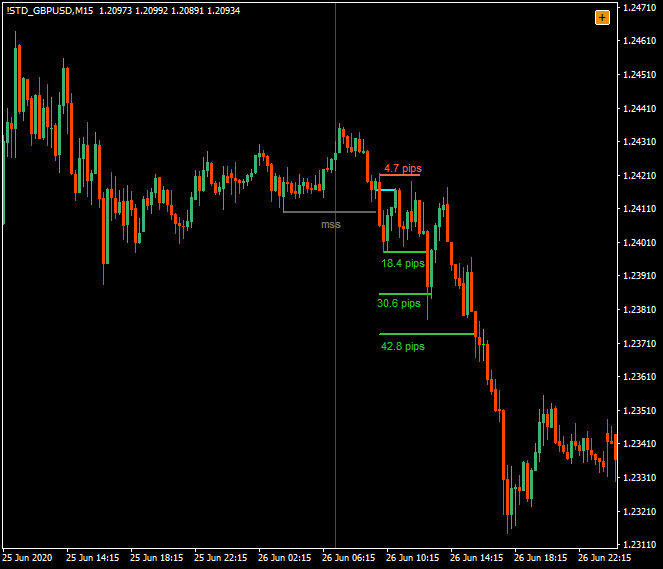 !STD_GBPUSD,M15 1.20973 1.20992 1.20891 1.20934
+
1.24710
1.24610
1.24510
1.24410
1.24310
1.24210
1.24110
1.24010
1.23910
1.23810
1.23710
1.23610
1.23510
1.23410
1.23310
1.23210
1.23110
4.7 pips
mss
18.4 pips
30.6 pips
42.8 pips
25 Jun 2020
25 Jun 14:15
25 Jun 18:15
25 Jun 22:15
26 Jun 02:15
26 Jun 06:15
26 Jun 10:15
26 Jun 14:15
26 Jun 18:15
26 Jun 22:15